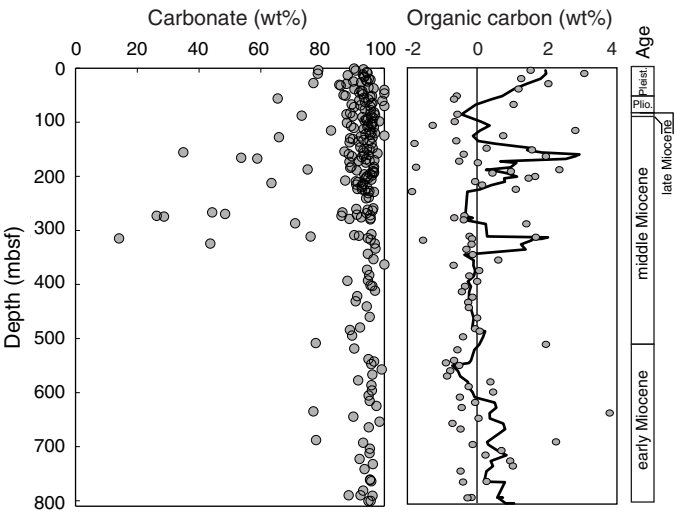 Carbonate (wt%)
Organic carbon (wt%)
Age
0 20 40 60 80 100
-2 0 2 4
Depth (mbsf)
0
100
200
300
400
500
600
700
800
Pleist.
Plio.
late Miocene
middle Miocene
early Miocene